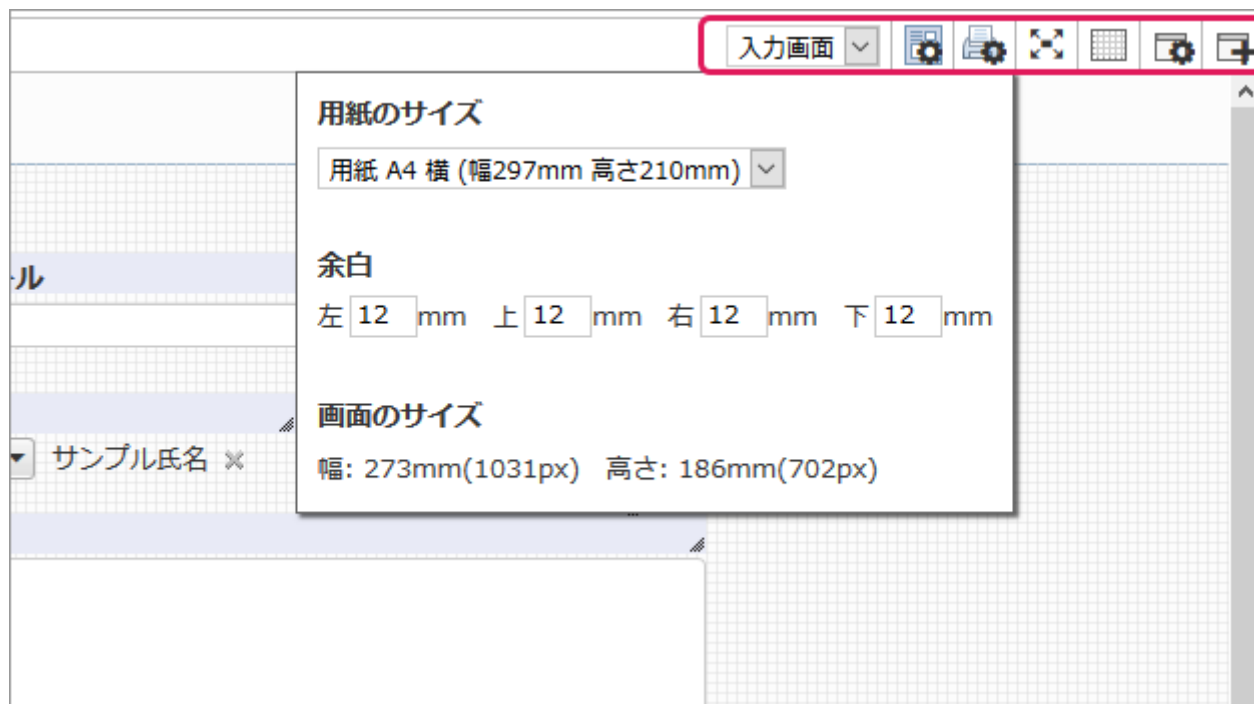 入力画面
用紙のサイズ
用紙 A4 横 (幅297mm 高さ210mm)
ール
余白
左 12 mm 上 12 mm 右 12 mm 下 12 mm
画面のサイズ
サンプル氏名
幅: 273mm(1031px) 高さ: 186mm(702px)